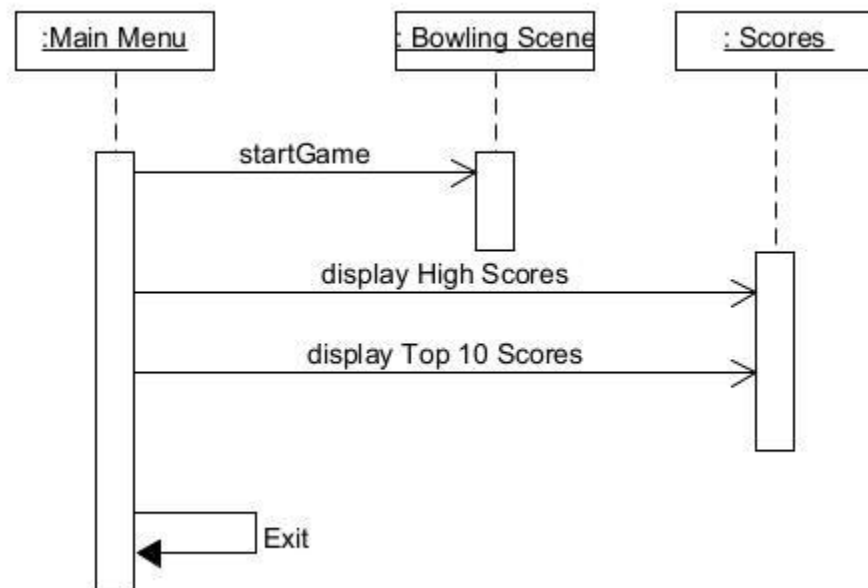 :Main Menu
: Bowling Scene
: Scores
startGame
display High Scores
display Top 10 Scores
Exit